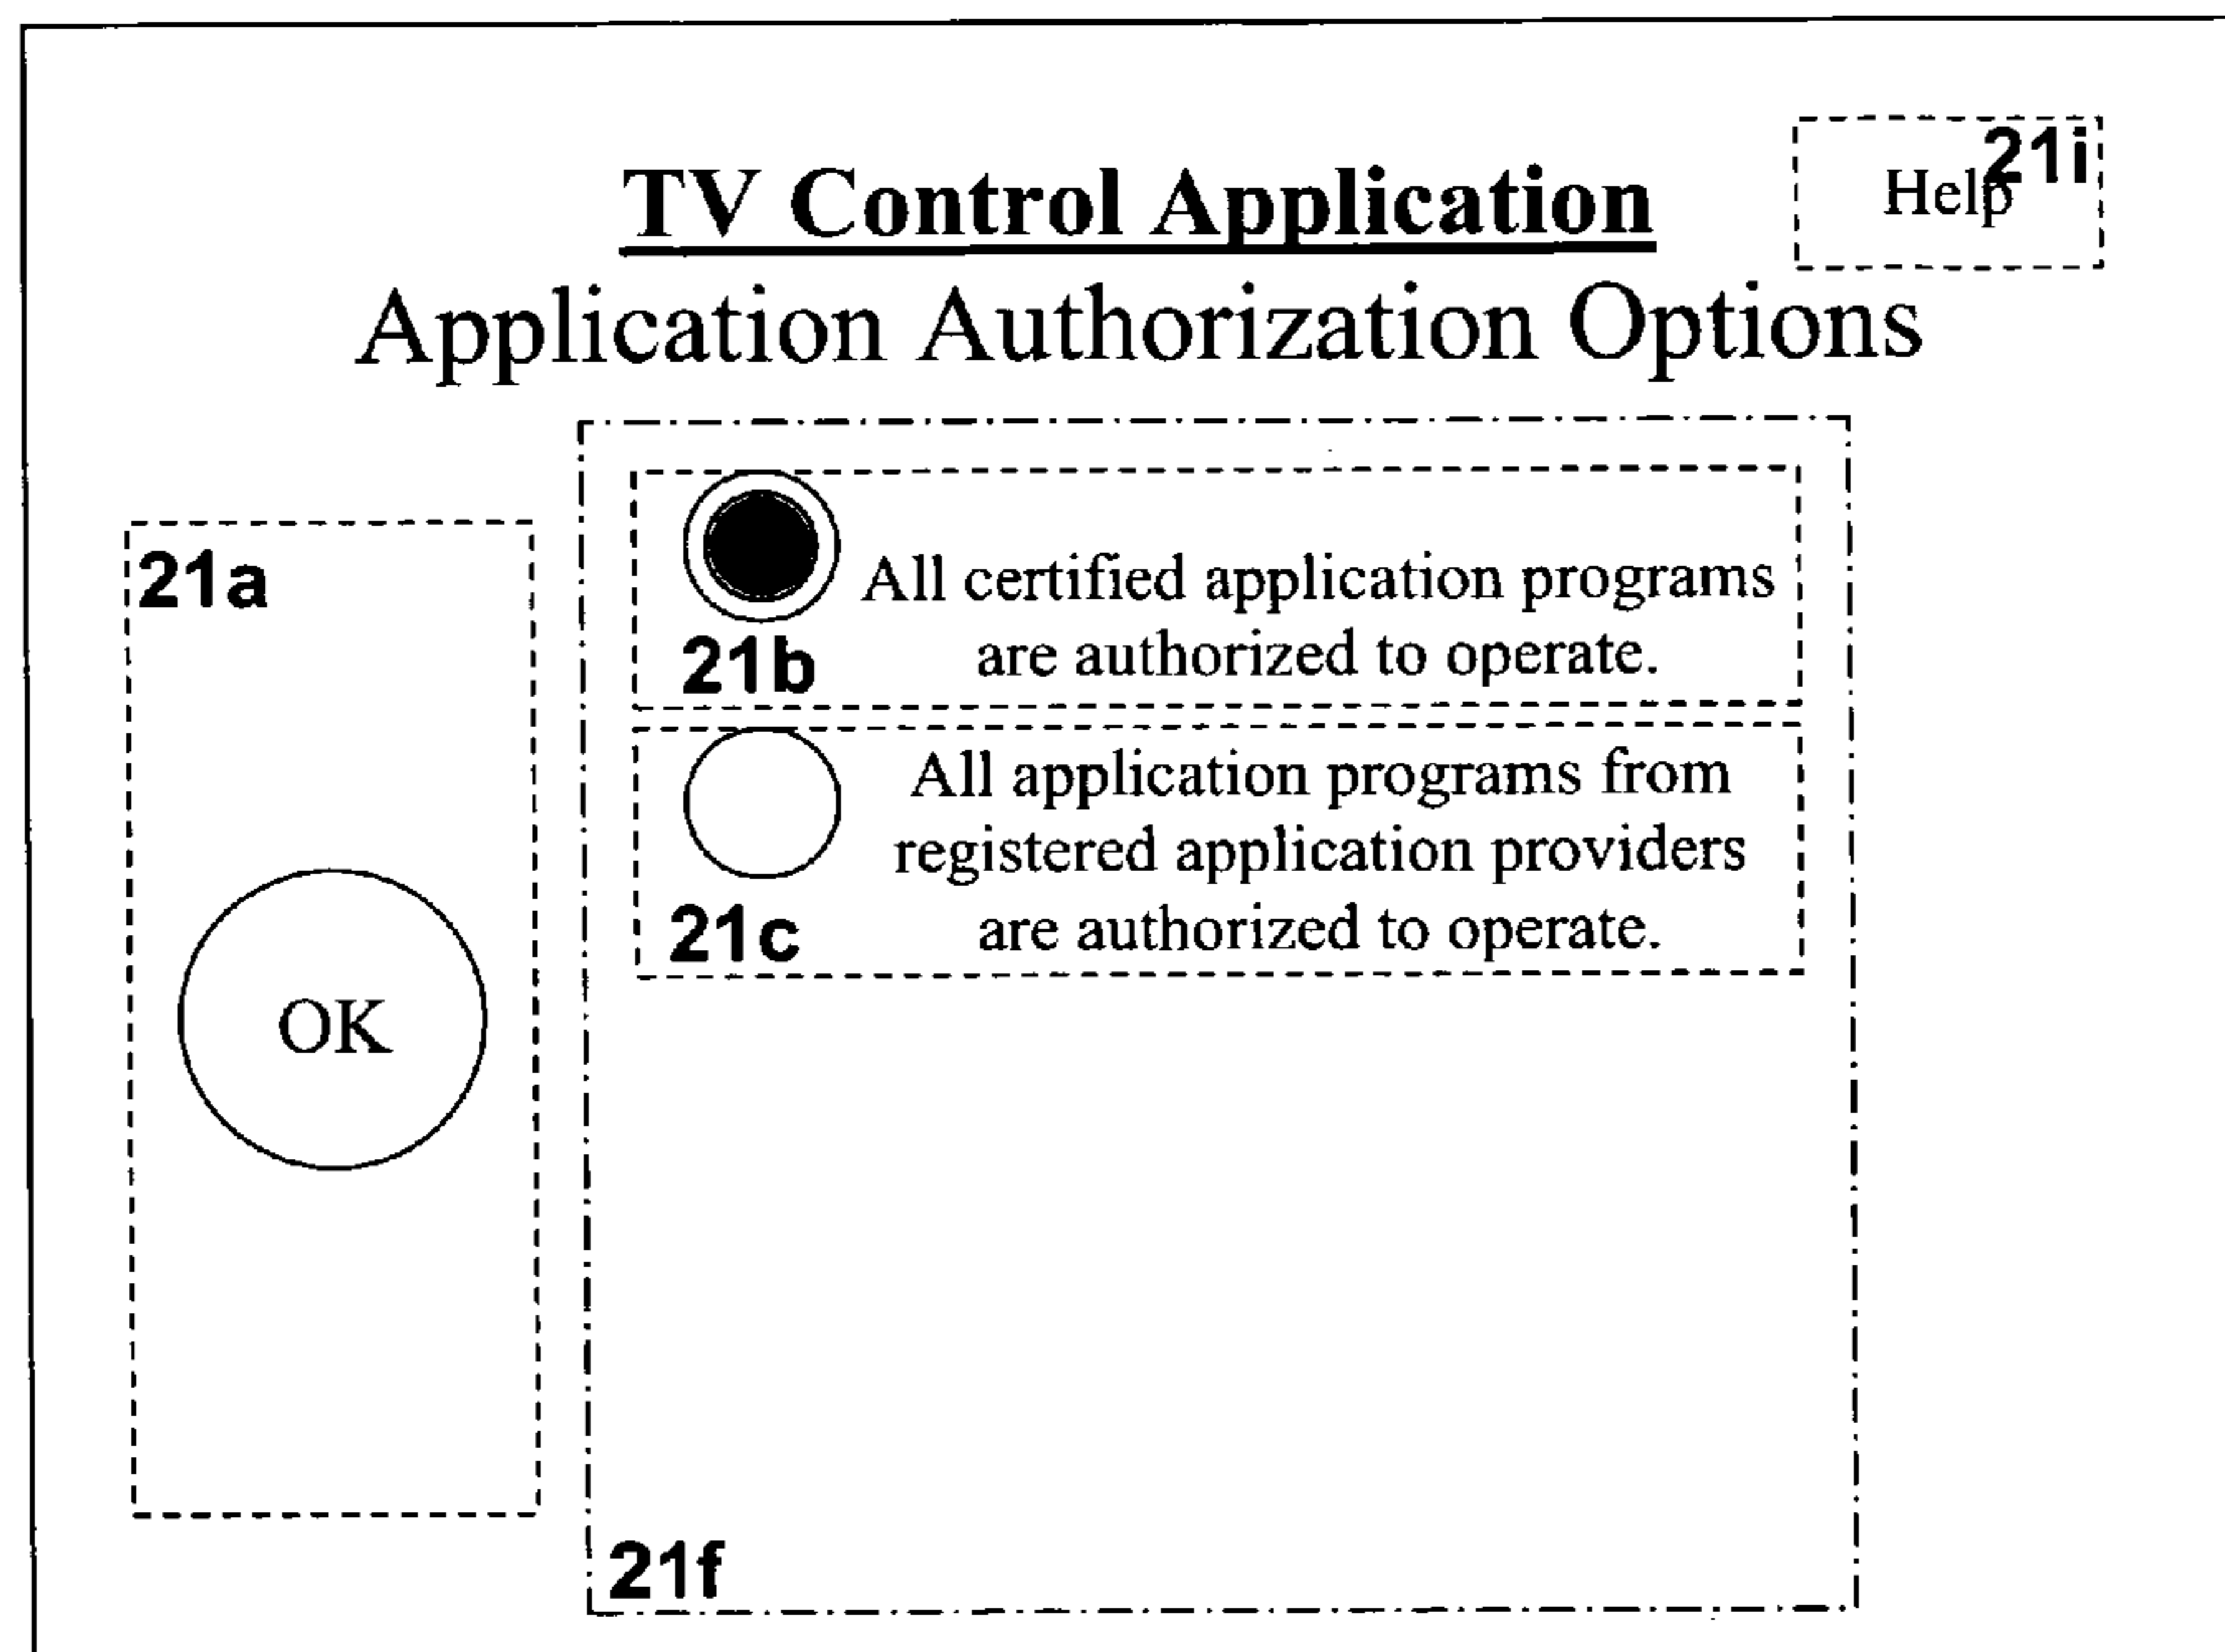 21i
Help
TV Control Application
Application Authorization Options
21a
OK
All certified application programs
are authorized to operate.
21b
All application programs from
registered application providers
are authorized to operate.
21c
21f